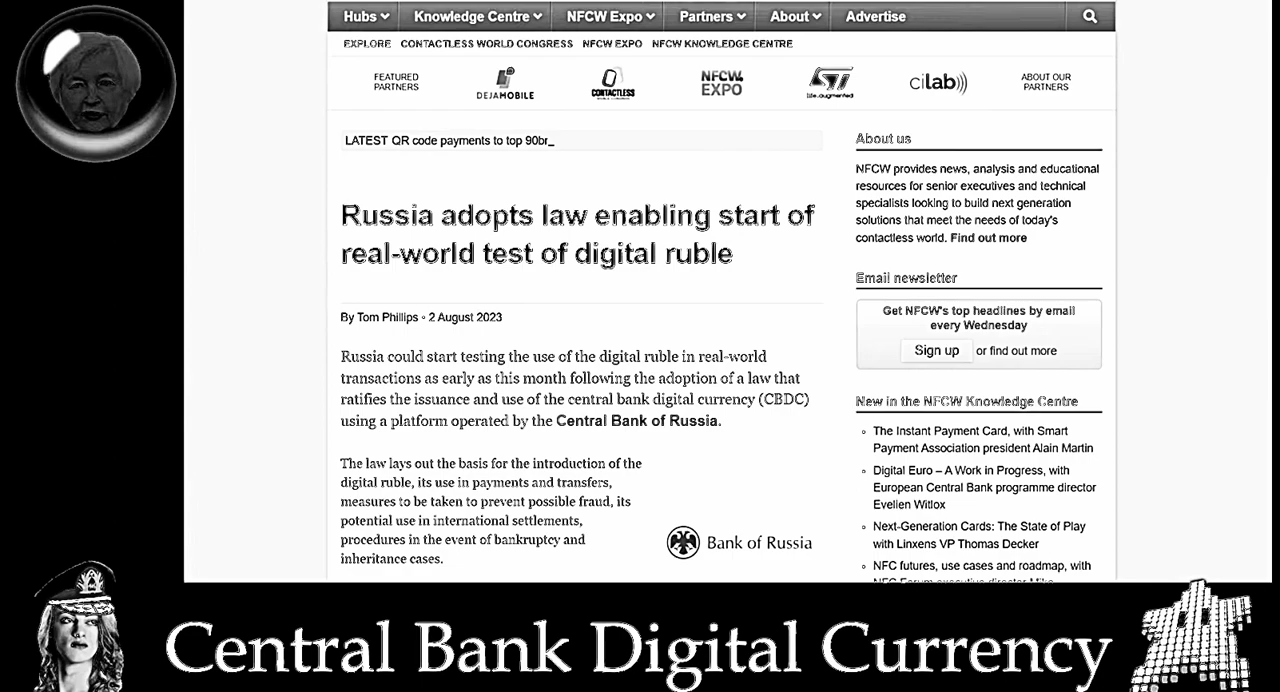 Hubs Knowledge Centre NFCW Expo Partners About Advertise
EXPLORE CONTACTLESS WORLD CONGRESS NFCW EXPO NFCW KNOWLEDGE CENTRE
FEATURED
PARTNERS
DEJAMOBILE
CONTACTLESS
NFCW
EXPO
ST
life.augmented
cilab
ABOUT OUR
PARTNERS
LATEST QR code payments to top 90br_
Russia adopts law enabling start of
real-world test of digital ruble
By Tom Phillips • 2 August 2023
Russia could start testing the use of the digital ruble in real-world
transactions as early as this month following the adoption of a law that
ratifies the issuance and use of the central bank digital currency (CBDC)
using a platform operated by the Central Bank of Russia.
The law lays out the basis for the introduction of the
digital ruble, its use in payments and transfers,
measures to be taken to prevent possible fraud, its
potential use in international settlements,
procedures in the event of bankruptcy and
inheritance cases.
Bank of Russia
About us
NFCW provides news, analysis and educational
resources for senior executives and technical
specialists looking to build next generation
solutions that meet the needs of today's
contactless world. Find out more
Email newsletter
Get NFCW's top headlines by email
every Wednesday
Sign up or find out more
New in the NFCW Knowledge Centre
The Instant Payment Card, with Smart
Payment Association president Alain Martin
Digital Euro – A Work in Progress, with
European Central Bank programme director
Evelien Witlox
Next-Generation Cards: The State of Play
with Linxens VP Thomas Decker
NFC futures, use cases and roadmap, with
NFC Forum executive director Mike
Central Bank Digital Currency